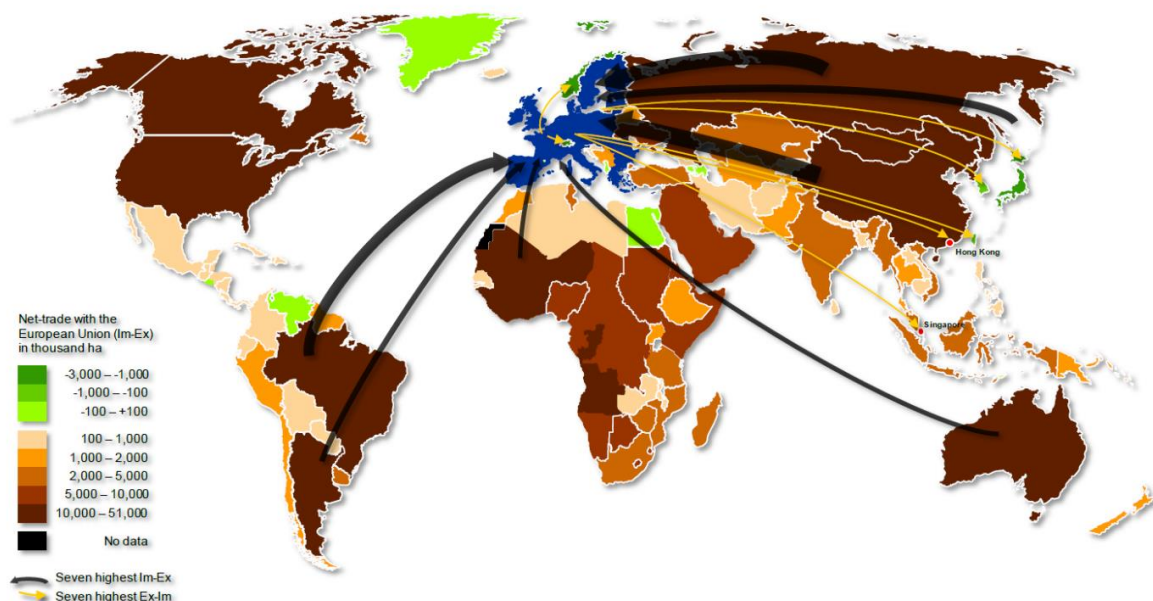 Hong Kong
Singapore
Net-trade with the
European Union (Im-Ex)
in thousand ha
-3,000 – -1,000
-1,000 – -100
-100 – +100
100 – 1,000
1,000 – 2,000
2,000 – 5,000
5,000 – 10,000
10,000 – 51,000
No data
Seven highest Im-Ex
Seven highest Ex-Im